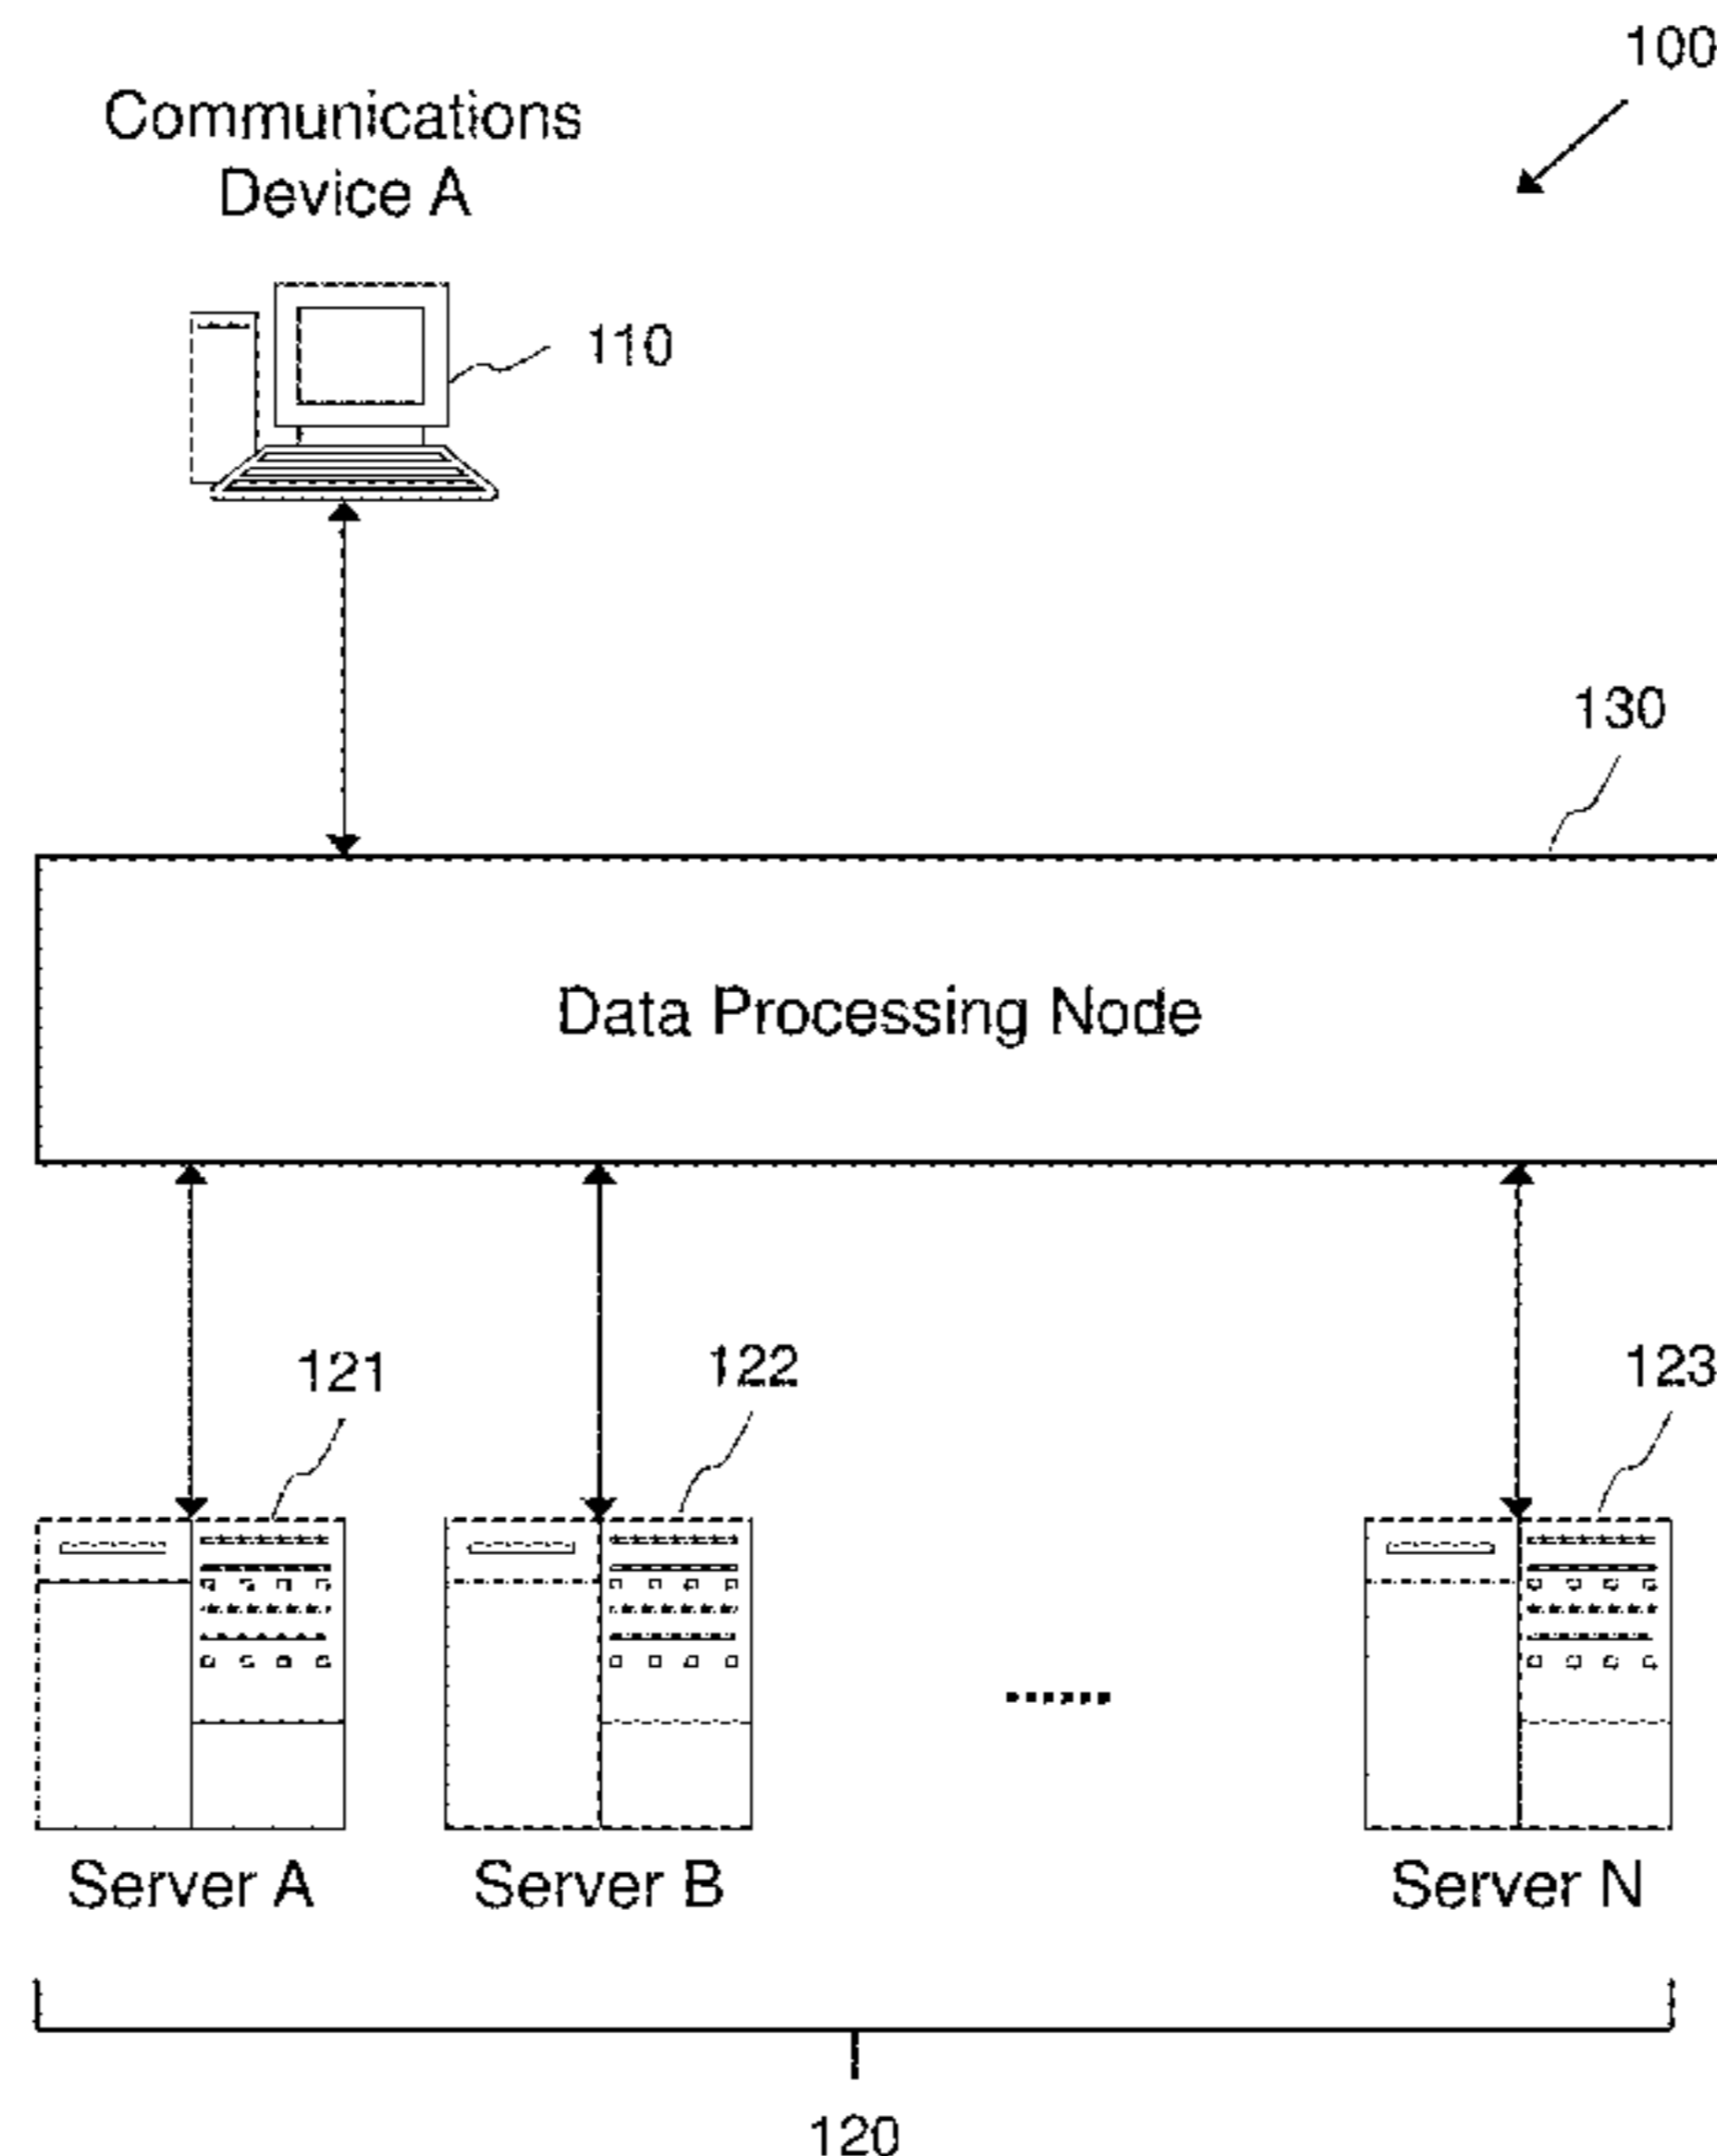 100
Communications
Device A
110
130
Data Processing Node
121
122
123
......
Server A
Server B
Server N
120